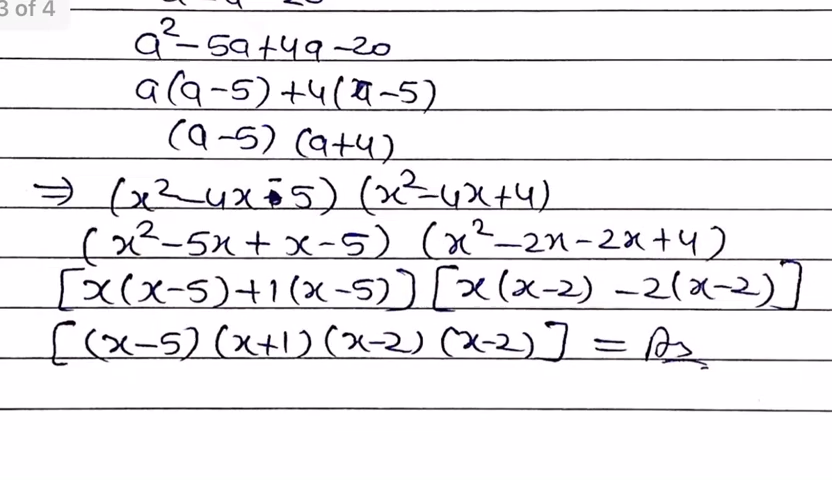 3 of 4
a² - 5a + 4a - 20
a(a - 5) + 4(a - 5)
(a - 5) (a + 4)
⇒ (x² - 4x - 5) (x² - 4x + 4)
(x² - 5x + x - 5) (x² - 2x - 2x + 4)
[x(x - 5) + 1(x - 5)] [x(x - 2) - 2(x - 2)]
[(x - 5) (x + 1) (x - 2) (x - 2)] =